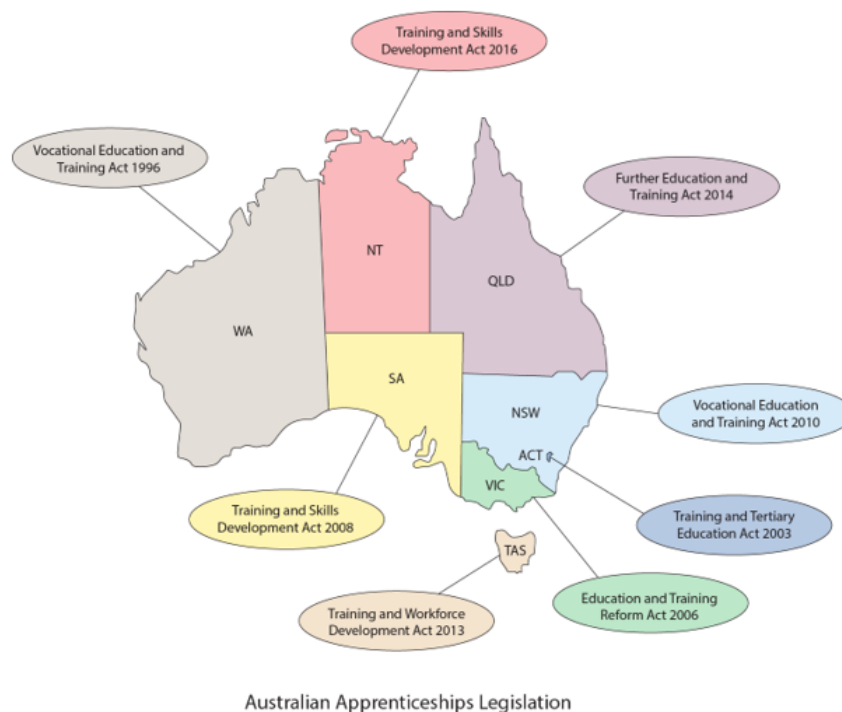 Training and Skills
Development Act 2016
Vocational Education and
Training Act 1996
Further Education and
Training Act 2014
NT
QLD
WA
SA
NSW
Vocational Education
and Training Act 2010
ACT
VIC
Training and Skills
Development Act 2008
Training and Tertiary
Education Act 2003
TAS
Education and Training
Reform Act 2006
Training and Workforce
Development Act 2013
Australian Apprenticeships Legislation